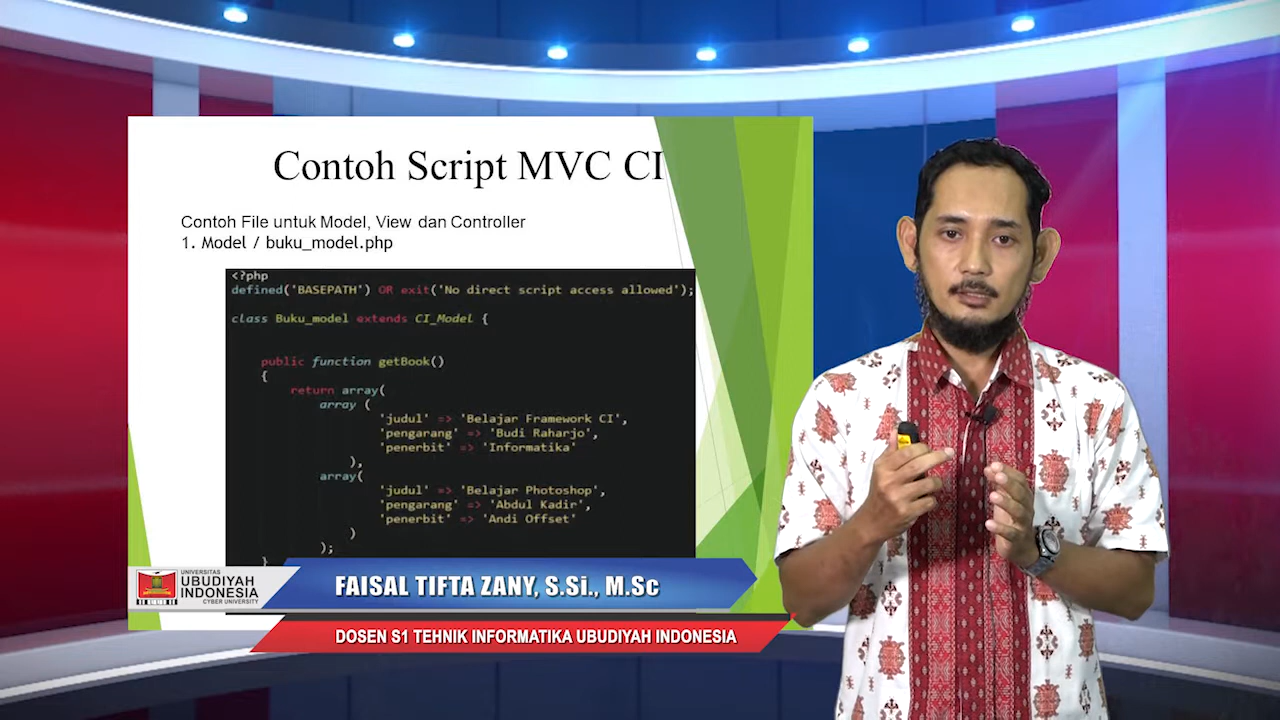 Contoh Script MVC CI
Contoh File untuk Model, View dan Controller
1. Model / buku_model.php
<?php
defined('BASEPATH') OR exit('No direct script access allowed');
class Buku_model extends CI_Model {
public function getBook()
{
return array(
array (
'judul' => 'Belajar Framework CI',
'pengarang' => 'Budi Raharjo',
'penerbit' => 'Informatika'
),
array(
'judul' => 'Belajar Photoshop',
'pengarang' => 'Abdul Kadir',
'penerbit' => 'Andi Offset'
)
);
}
UNIVERSITAS
UBUDIYAH
INDONESIA
CYBER UNIVERSITY
FAISAL TIFTA ZANY, S.Si., M.Sc
DOSEN S1 TEHNIK INFORMATIKA UBUDIYAH INDONESIA